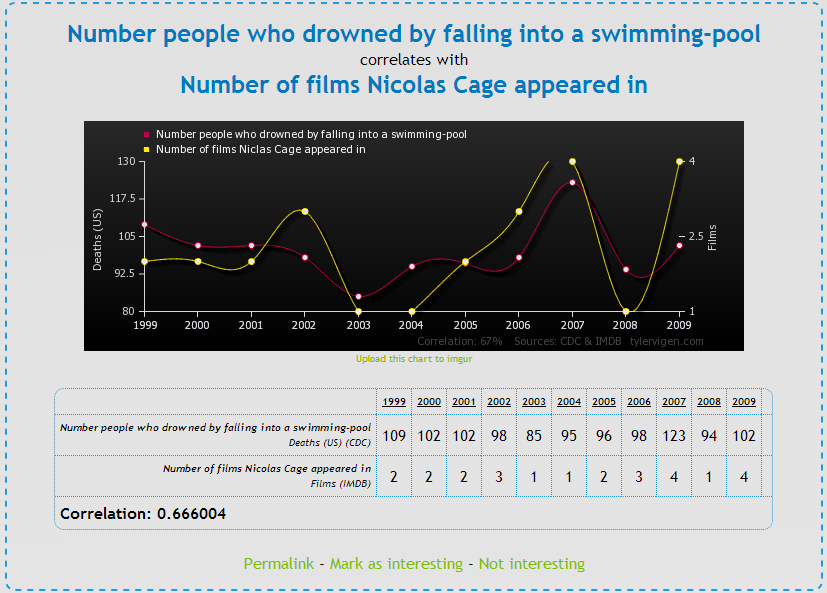 Number people who drowned by falling into a swimming-pool
correlates with
Number of films Nicolas Cage appeared in
Number people who drowned by falling into a swimming-pool
Number of films Niclas Cage appeared in
130
117.5
105
92.5
80
Deaths (US)
4
2.5
1
Films
1999 2000 2001 2002 2003 2004 2005 2006 2007 2008 2009
Correlation: 67% Sources: CDC & IMDB tylervigen.com
Upload this chart to imgur
1999 2000 2001 2002 2003 2004 2005 2006 2007 2008 2009
Number people who drowned by falling into a swimming-pool
Deaths (US) (CDC)
109 102 102 98 85 95 96 98 123 94 102
Number of films Nicolas Cage appeared in
Films (IMDB)
2 2 2 3 1 1 2 3 4 1 4
Correlation: 0.666004
Permalink - Mark as interesting - Not interesting